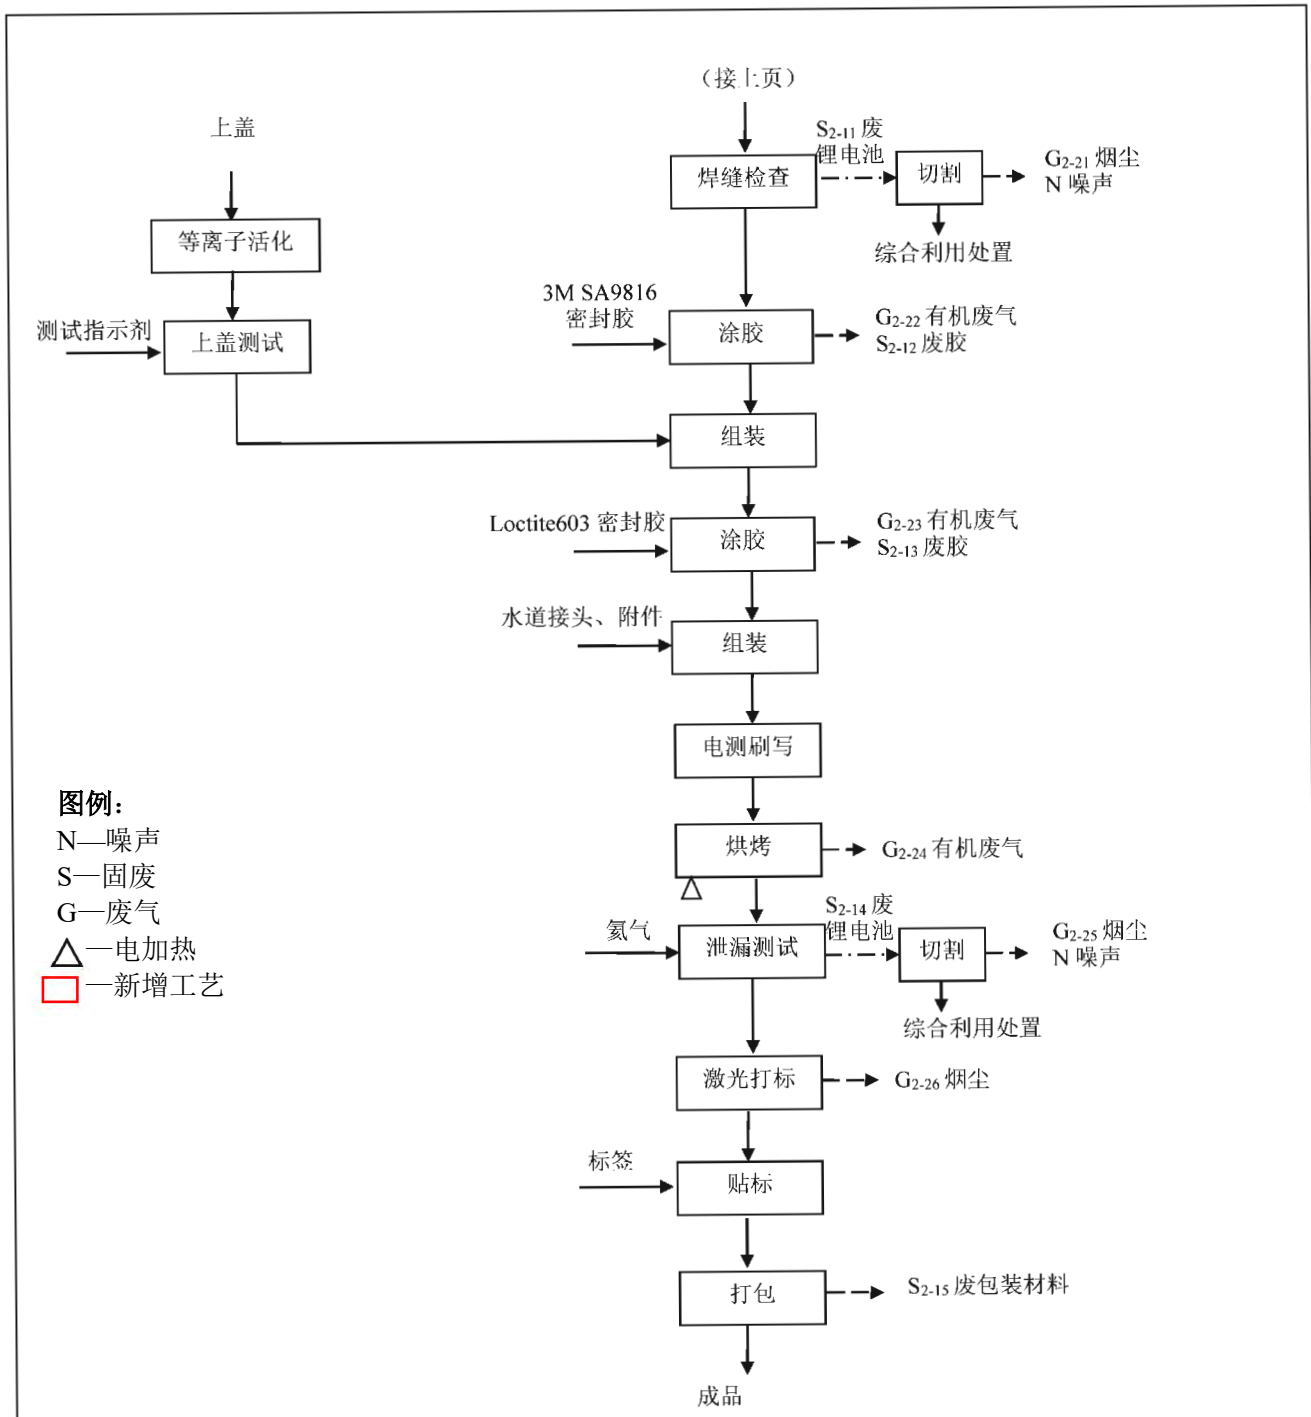 （接上页）
上盖
S2-11 废
锂电池
焊缝检查
切割
G2-21 烟尘
N 噪声
综合利用处置
等离子活化
测试指示剂
上盖测试
3M SA9816
密封胶
涂胶
G2-22 有机废气
S2-12 废胶
组装
Loctite603 密封胶
涂胶
G2-23 有机废气
S2-13 废胶
水道接头、附件
组装
电测刷写
烘烤
G2-24 有机废气
图例：
N—噪声
S—固废
G—废气
—电加热
—新增工艺
S2-14 废
锂电池
氦气
泄漏测试
切割
G2-25 烟尘
N 噪声
综合利用处置
激光打标
G2-26 烟尘
标签
贴标
打包
S2-15 废包装材料
成品